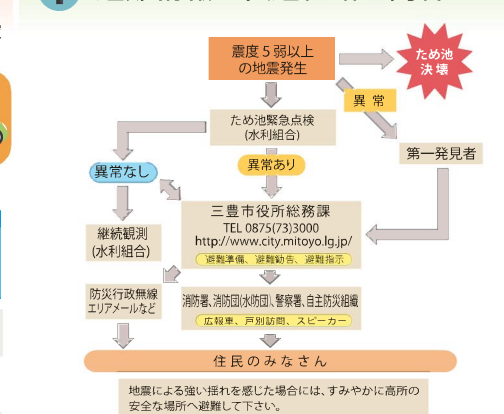 震度5弱以上
の地震発生
ため池
決壊
異常
ため池緊急点検
(水利組合)
第一発見者
異常なし
異常あり
三豊市役所総務課
TEL 0875(73)3000
http://www.city.mitoyo.lg.jp/
避難準備、避難勧告、避難指示
継続観測
(水利組合)
防災行政無線
エリアメールなど
消防署、消防団(水防団)、警察署、自主防災組織
広報車、戸別訪問、スピーカー
住民のみなさん
地震による強い揺れを感じた場合には、すみやかに高所の
安全な場所へ避難して下さい。